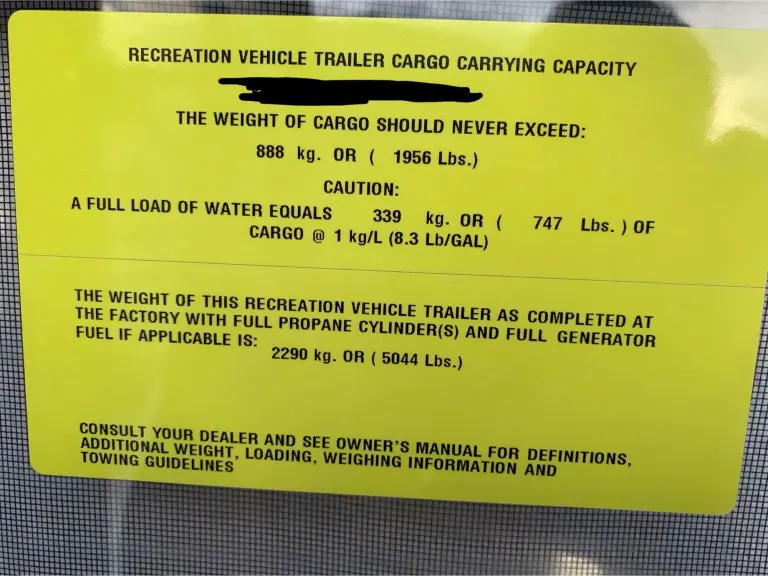 RECREATION VEHICLE TRAILER CARGO CARRYING CAPACITY
THE WEIGHT OF CARGO SHOULD NEVER EXCEED:
888 kg. OR ( 1956 Lbs.)
CAUTION:
A FULL LOAD OF WATER EQUALS 339 kg. OR ( 747 Lbs. ) OF
CARGO @ 1 kg/L (8.3 Lb/GAL)
THE WEIGHT OF THIS RECREATION VEHICLE TRAILER AS COMPLETED AT
THE FACTORY WITH FULL PROPANE CYLINDER(S) AND FULL GENERATOR
FUEL IF APPLICABLE IS:
2290 kg. OR ( 5044 Lbs.)
CONSULT YOUR DEALER AND SEE OWNER'S MANUAL FOR DEFINITIONS,
ADDITIONAL WEIGHT, LOADING, WEIGHING INFORMATION AND
TOWING GUIDELINES